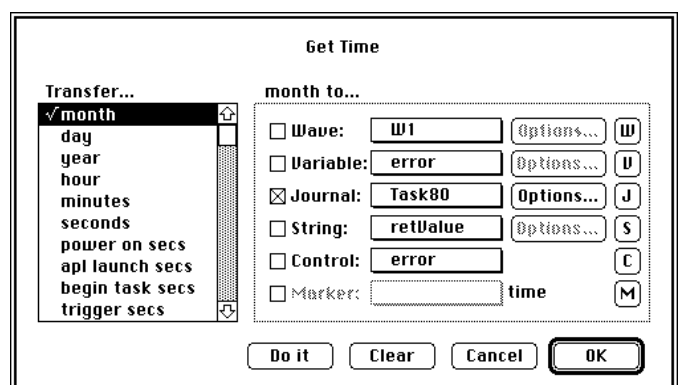 Get Time
Transfer...
√month
day
year
hour
minutes
seconds
power on secs
apl launch secs
begin task secs
trigger secs
month to...
Wave: W1 Options... W
Variable: error Options... V
Journal: Task80 Options... J
String: retValue Options... S
Control: error C
Marker: time M
Do it Clear Cancel OK